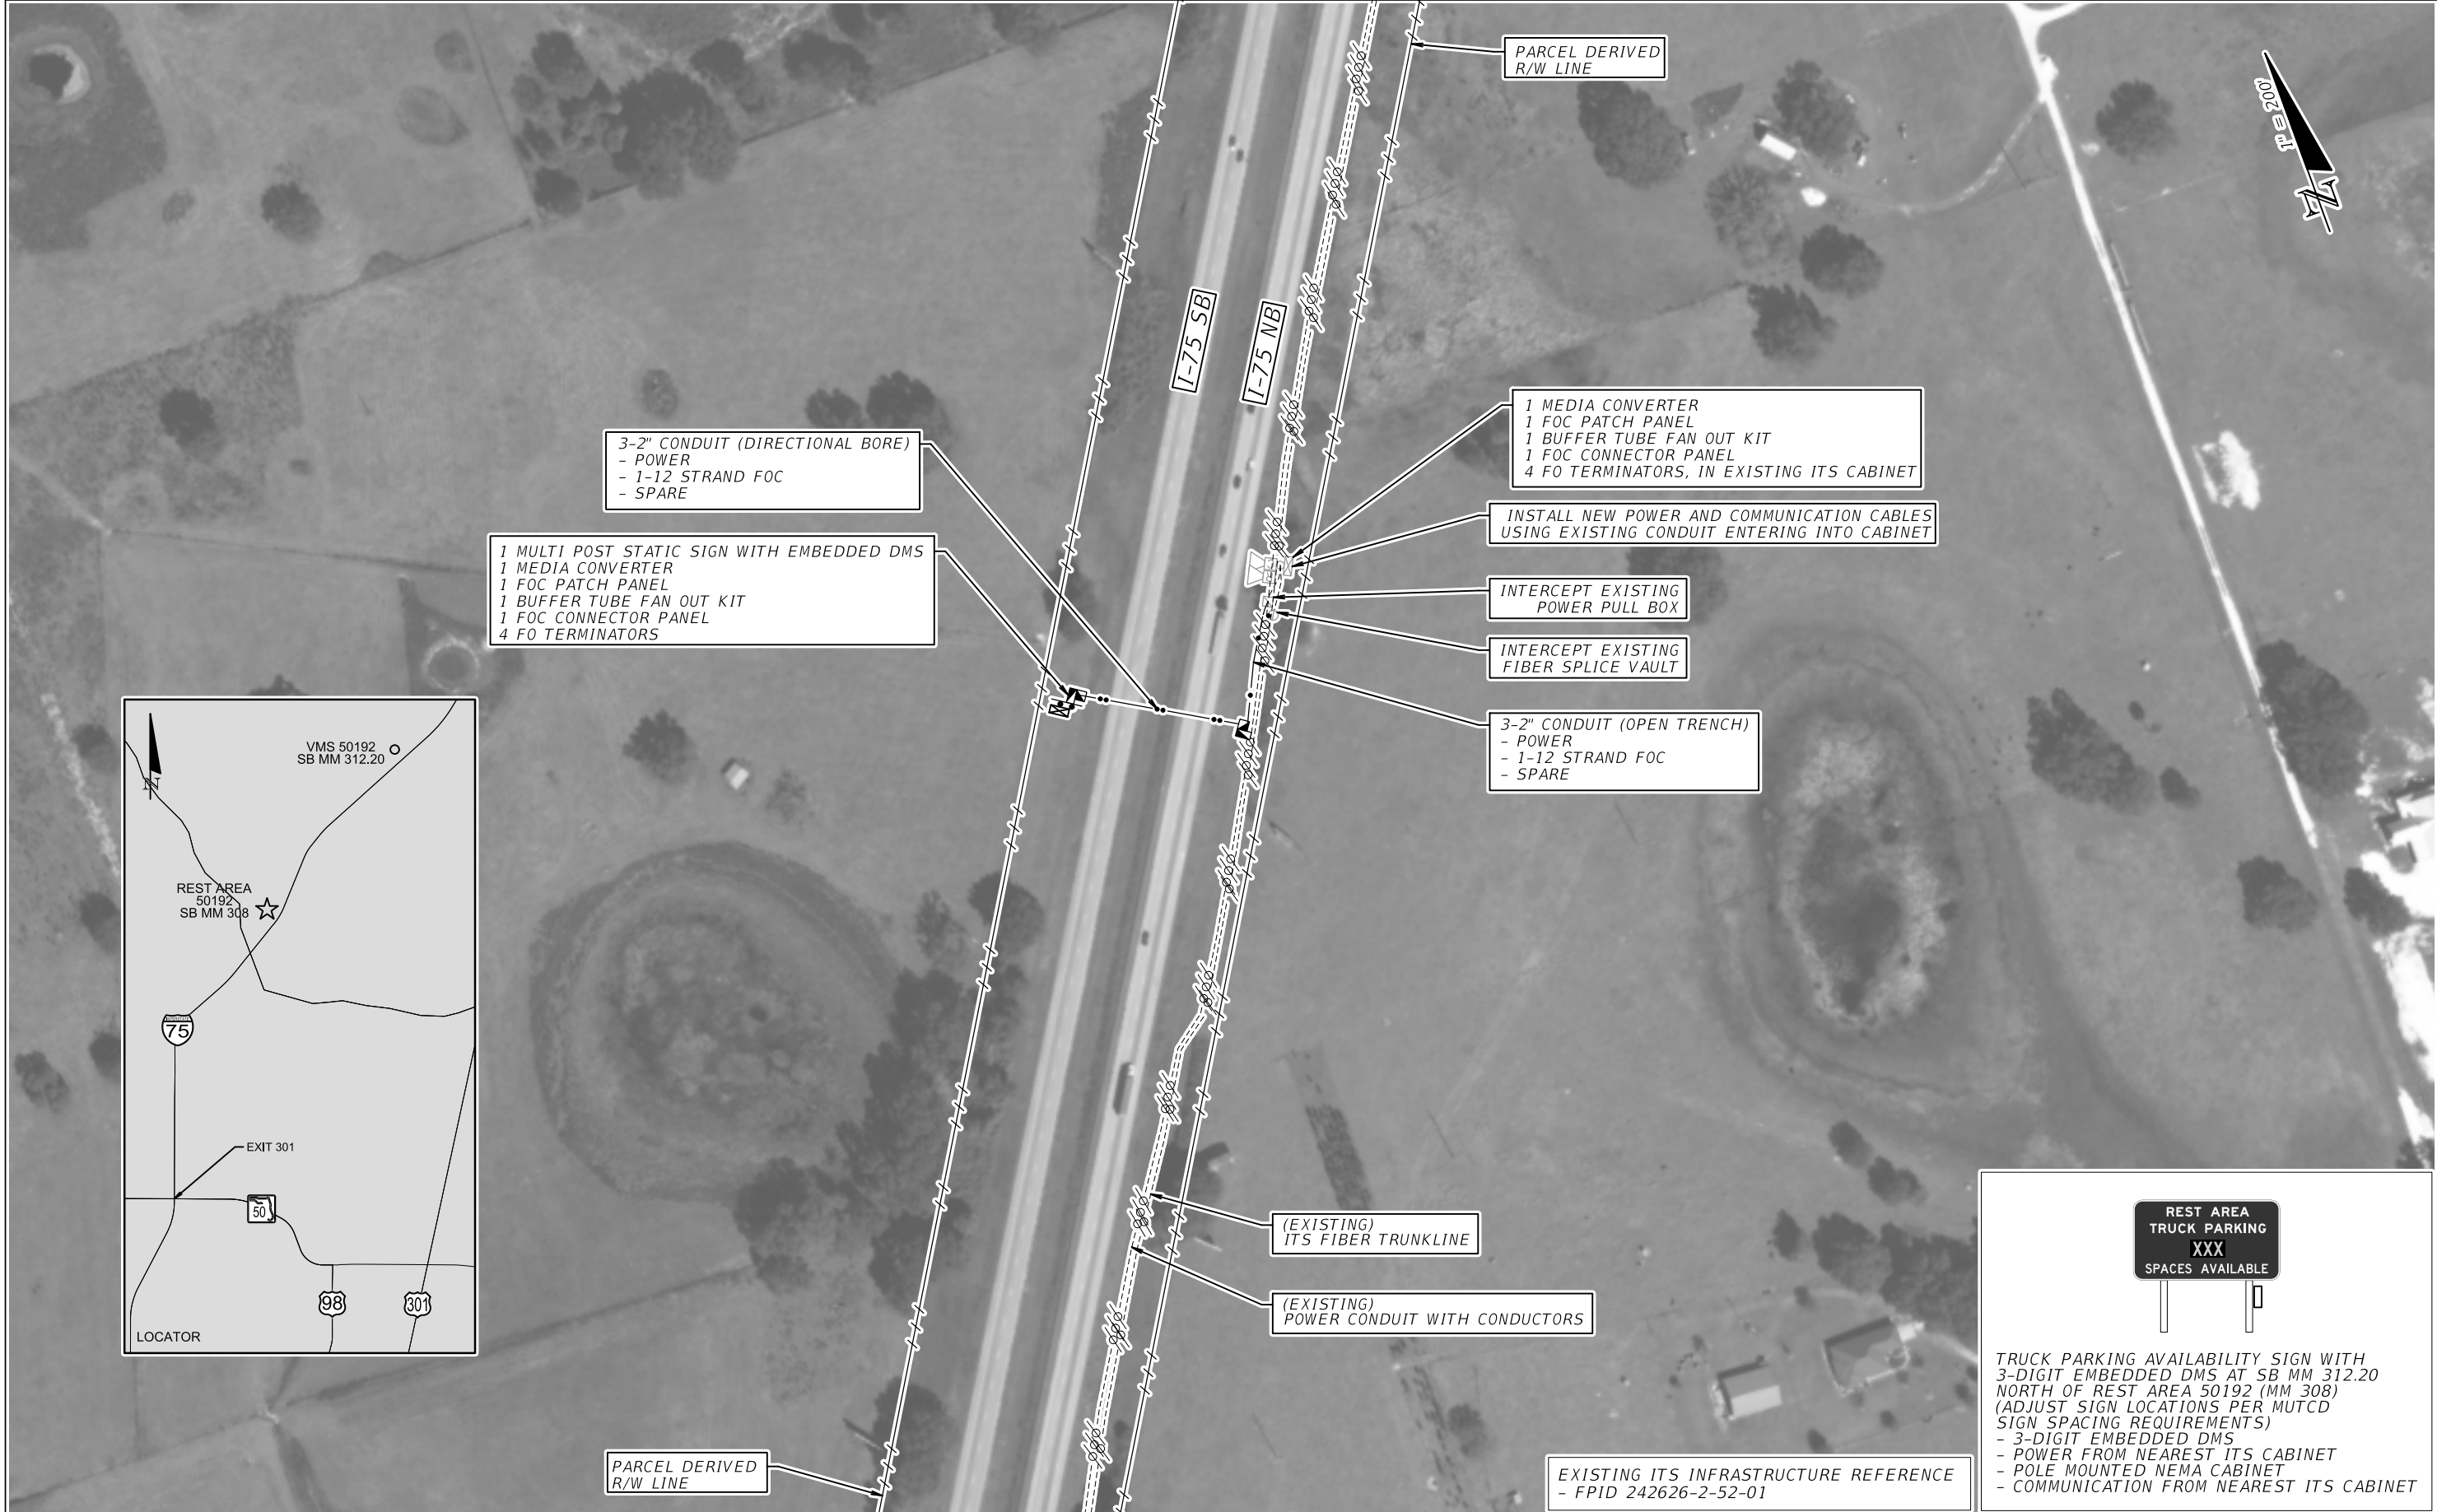 PARCEL DERIVED
R/W LINE
1" = 200'
N
I-75 SB
I-75 NB
3-2" CONDUIT (DIRECTIONAL BORE)
- POWER
- 1-12 STRAND FOC
- SPARE
1 MULTI POST STATIC SIGN WITH EMBEDDED DMS
1 MEDIA CONVERTER
1 FOC PATCH PANEL
1 BUFFER TUBE FAN OUT KIT
1 FOC CONNECTOR PANEL
4 FO TERMINATORS
1 MEDIA CONVERTER
1 FOC PATCH PANEL
1 BUFFER TUBE FAN OUT KIT
1 FOC CONNECTOR PANEL
4 FO TERMINATORS, IN EXISTING ITS CABINET
INSTALL NEW POWER AND COMMUNICATION CABLES
USING EXISTING CONDUIT ENTERING INTO CABINET
INTERCEPT EXISTING
POWER PULL BOX
INTERCEPT EXISTING
FIBER SPLICE VAULT
3-2" CONDUIT (OPEN TRENCH)
- POWER
- 1-12 STRAND FOC
- SPARE
N
VMS 50192
SB MM 312.20
REST AREA
50192
SB MM 308
75
EXIT 301
50
98
301
LOCATOR
(EXISTING)
ITS FIBER TRUNKLINE
(EXISTING)
POWER CONDUIT WITH CONDUCTORS
PARCEL DERIVED
R/W LINE
EXISTING ITS INFRASTRUCTURE REFERENCE
- FPID 242626-2-52-01
REST AREA
TRUCK PARKING
XXX
SPACES AVAILABLE
TRUCK PARKING AVAILABILITY SIGN WITH
3-DIGIT EMBEDDED DMS AT SB MM 312.20
NORTH OF REST AREA 50192 (MM 308)
(ADJUST SIGN LOCATIONS PER MUTCD
SIGN SPACING REQUIREMENTS)
- 3-DIGIT EMBEDDED DMS
- POWER FROM NEAREST ITS CABINET
- POLE MOUNTED NEMA CABINET
- COMMUNICATION FROM NEAREST ITS CABINET